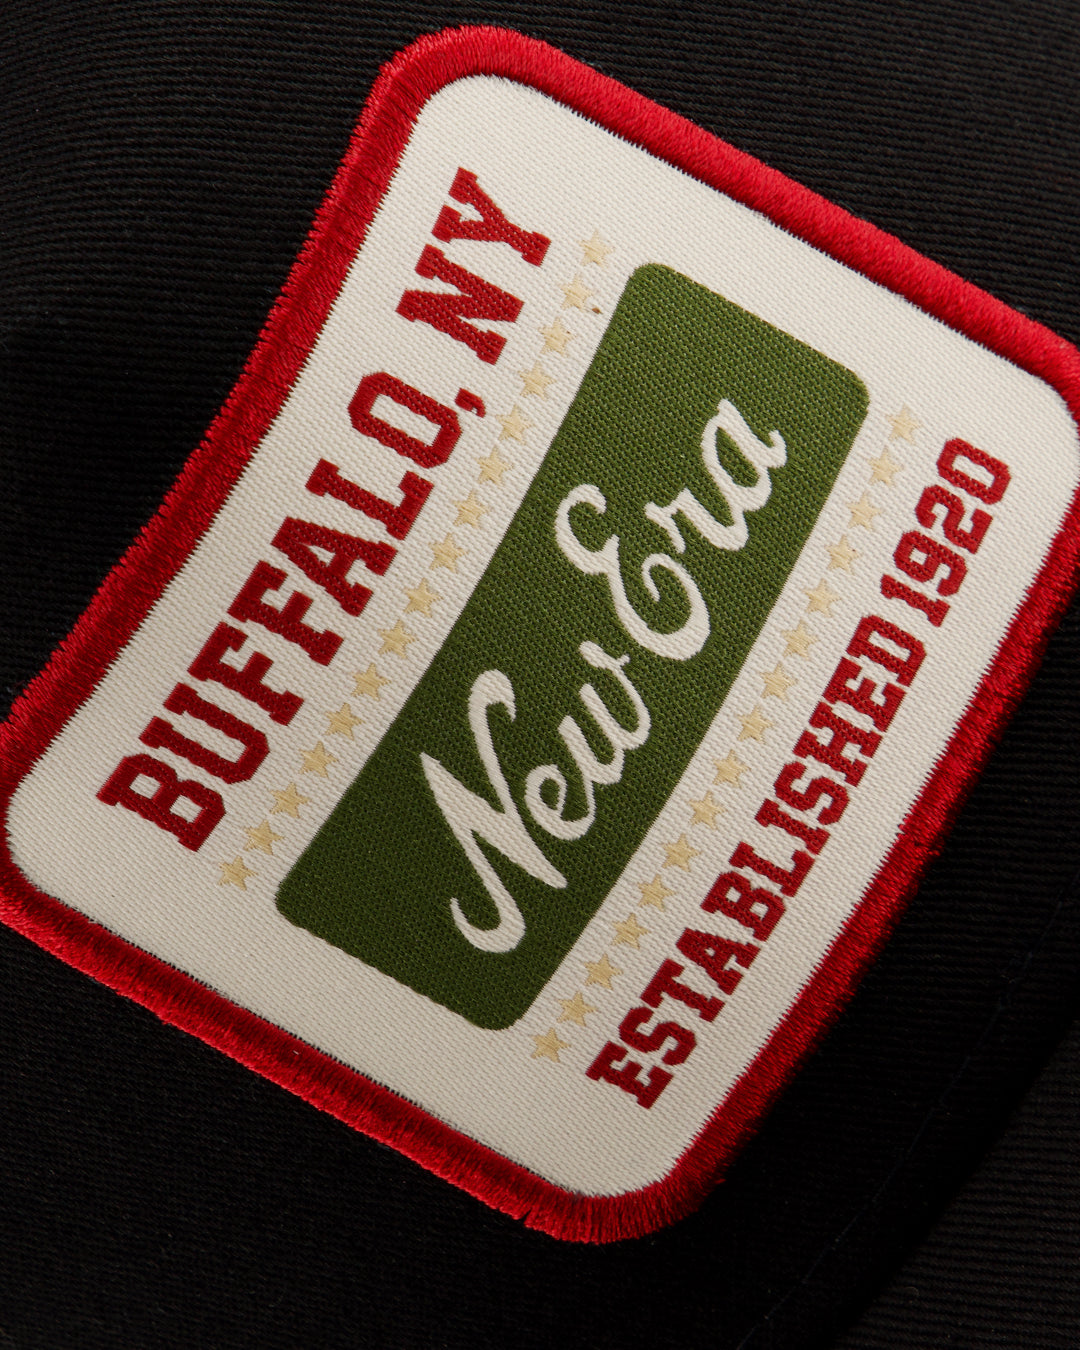 BUFFALO, NY
New Era
ESTABLISHED 1920